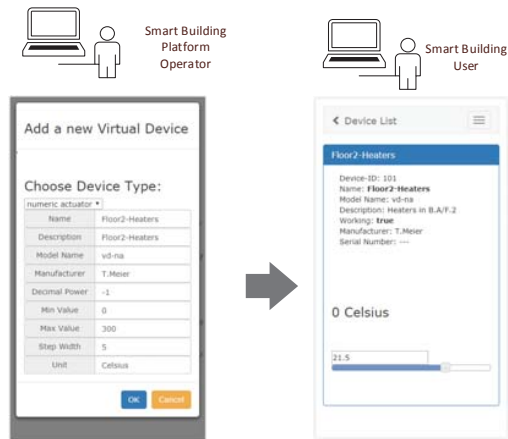 Smart Building
Platform
Operator
Smart Building
User
Add a new Virtual Device
Choose Device Type:
numeric actuator
Name Floor2-Heaters
Description Floor2-Heaters
Model Name vd-na
Manufacturer T.Meier
Decimal Power -1
Min Value 0
Max Value 300
Step Width 5
Unit Celsius
OK Cancel
Device List
Floor2-Heaters
Device-ID: 101
Name: Floor2-Heaters
Model Name: vd-na
Description: Heaters in B.A/F.2
Working: true
Manufacturer: T.Meier
Serial Number: ---
0 Celsius
21.5